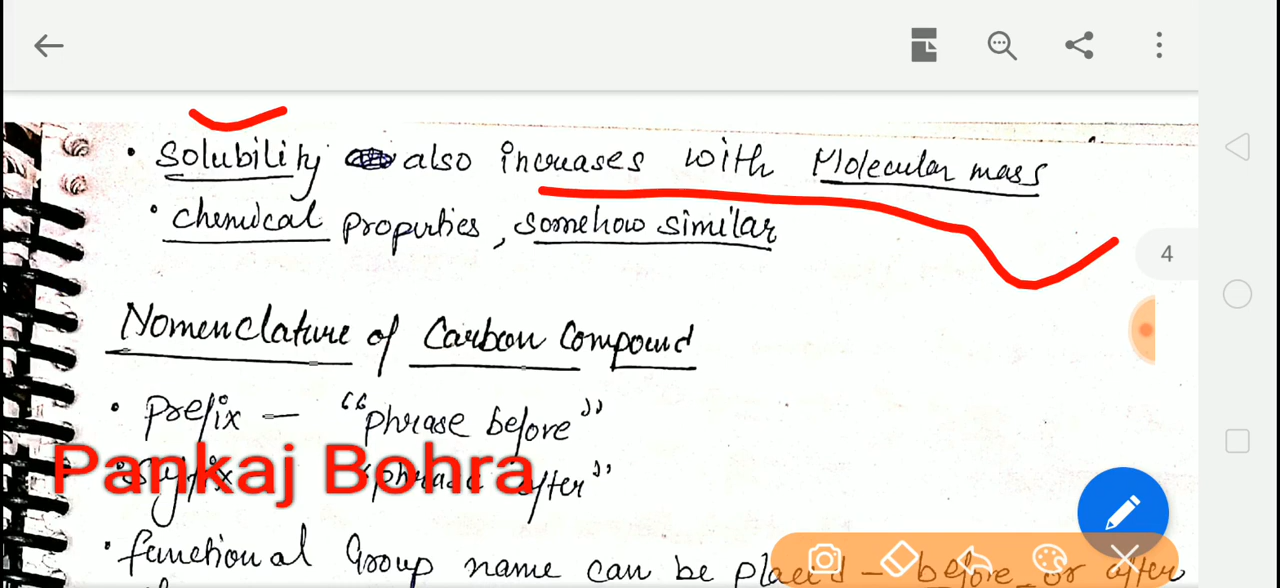 • Solubility also increases with Molecular mass
• Chemical properties, somehow similar
4
Nomenclature of Carbon Compound
• Prefix — "phrase before"
• Suffix "phrase after"
Pankaj Bohra
• functional Group name can be placed - before or after